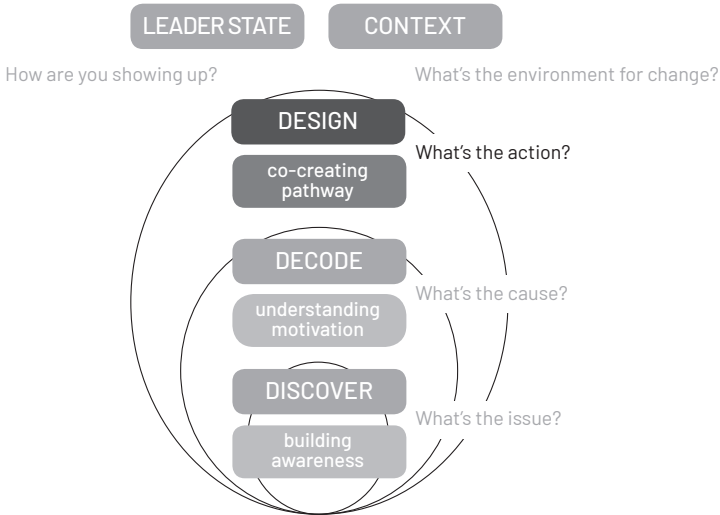 LEADER STATE
CONTEXT
How are you showing up?
What's the environment for change?
DESIGN
What's the action?
co-creating
pathway
DECODE
What's the cause?
understanding
motivation
DISCOVER
What's the issue?
building
awareness